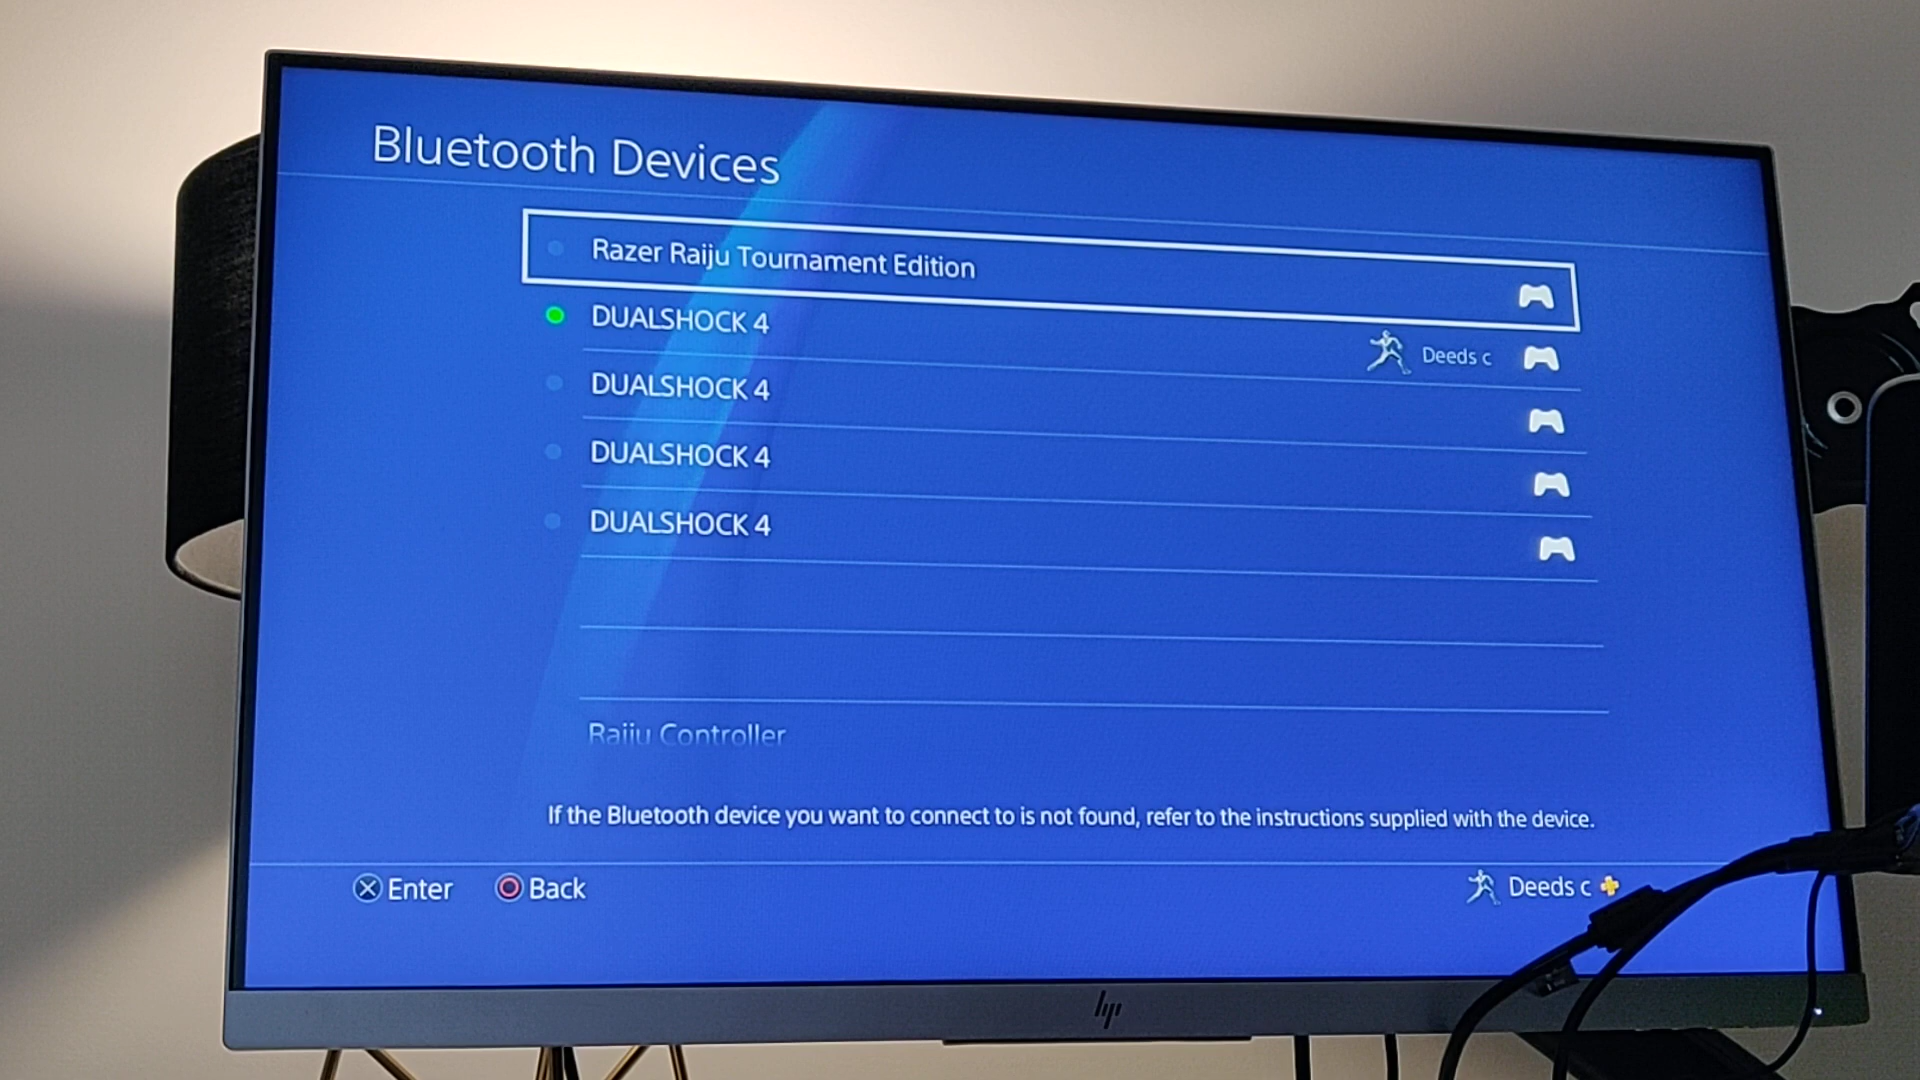 Bluetooth Devices
Razer Raiju Tournament Edition
DUALSHOCK 4
Deeds c
DUALSHOCK 4
DUALSHOCK 4
DUALSHOCK 4
Raiju Controller
If the Bluetooth device you want to connect to is not found, refer to the instructions supplied with the device.
Enter Back Deeds c
hp